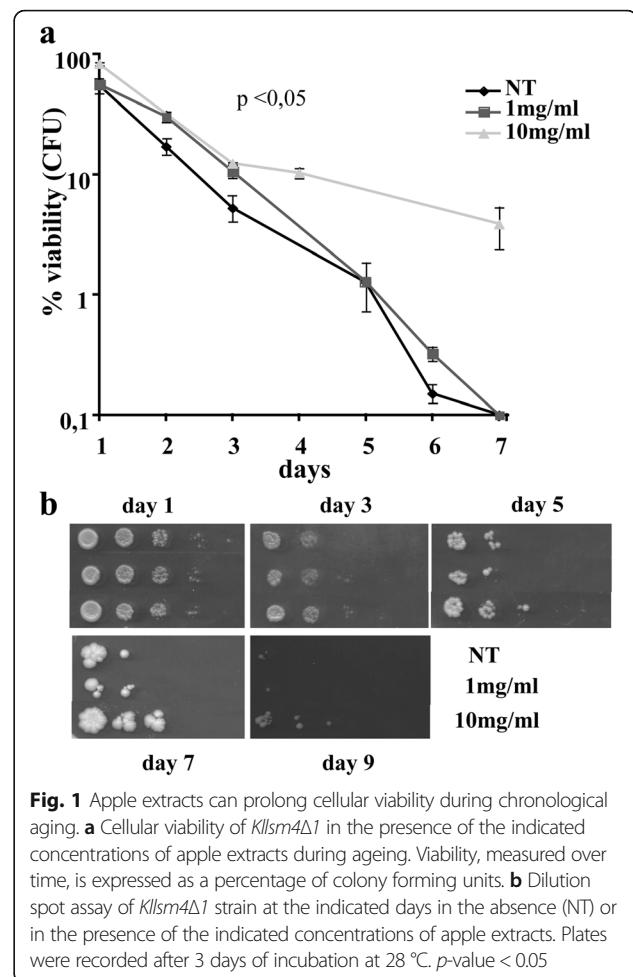 a
100
10
1
0,1
% viability (CFU)
p <0,05
NT
1mg/ml
10mg/ml
1 2 3 4 5 6 7
days
b
day 1 day 3 day 5
NT
1mg/ml
10mg/ml
day 7 day 9
Fig. 1 Apple extracts can prolong cellular viability during chronological
aging. a Cellular viability of Kllsm4Δ1 in the presence of the indicated
concentrations of apple extracts during ageing. Viability, measured over
time, is expressed as a percentage of colony forming units. b Dilution
spot assay of Kllsm4Δ1 strain at the indicated days in the absence (NT) or
in the presence of the indicated concentrations of apple extracts. Plates
were recorded after 3 days of incubation at 28 °C. p-value < 0.05